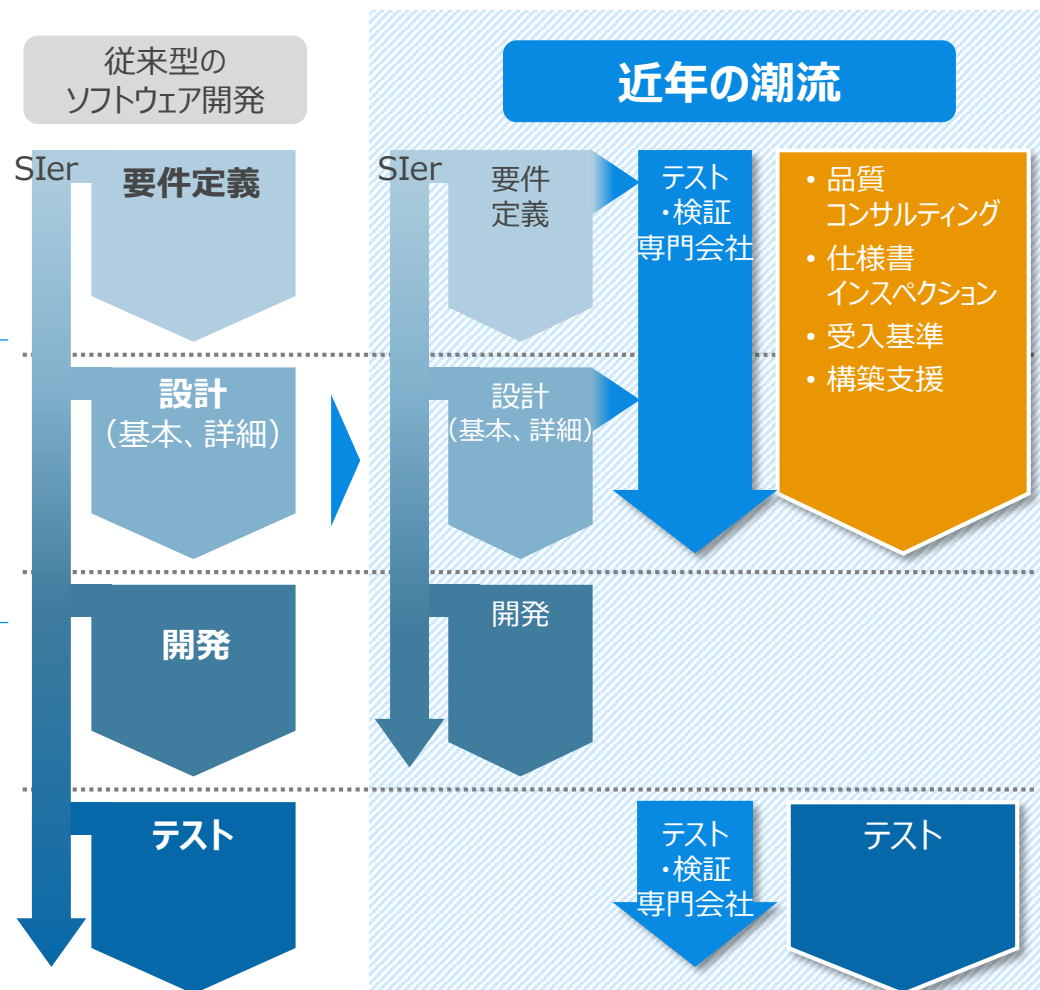 従来型の
ソフトウェア開発
SIer
要件定義
設計
（基本、詳細）
開発
テスト
近年の潮流
SIer
要件
定義
設計
（基本、詳細）
開発
テスト
・検証
専門会社
• 品質
コンサルティング
• 仕様書
インスペクション
• 受入基準
• 構築支援
テスト
・検証
専門会社
テスト